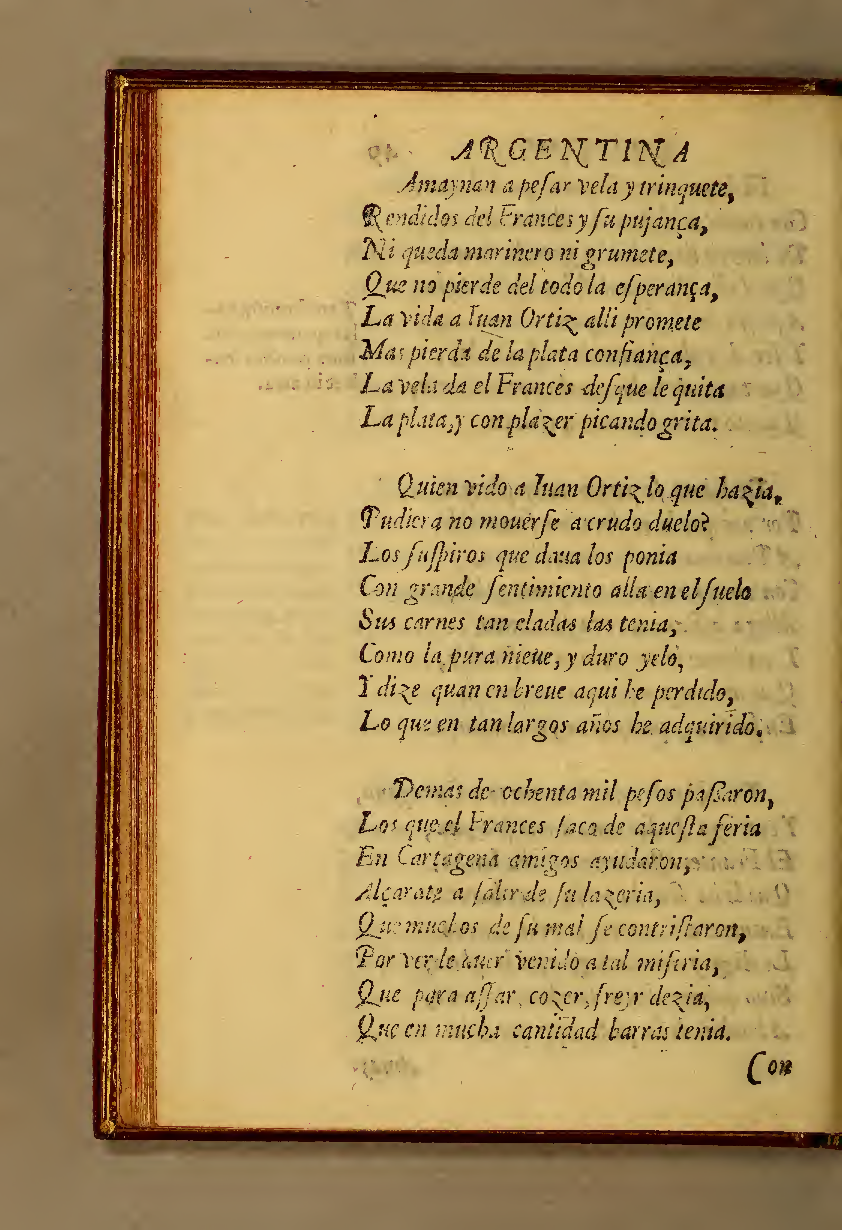 ARGENTINA
Amaynan a peſar vela y trinquete,
Rendidos del Frances y ſu pujança,
Ni queda marinero ni grumete,
Que no pierde del todo la eſperança,
La vida a Iuan Ortiz alli promete
Mas pierda de la plata confiança,
La vela da el Frances deſque le quita
La plata, y con plazer picando grita.
Quien vido a Iuan Ortiz lo que hazia,
Pudiera no mouerſe a crudo duelo?
Los ſuſpiros que daua los ponia
Con grande ſentimiento alla en el ſuelo
Sus carnes tan eladas las tenia,
Como la pura nieue, y duro yelo,
Y dize quan en breue aqui he perdido,
Lo que en tan largos años he adquirido.
Demas de ochenta mil peſos paſſaron,
Los que el Frances ſaca de aqueſta feria
En Cartagena amigos ayudaron,
Alçarate a ſalir de ſu lazeria,
Que muchos de ſu mal ſe contriſtaron,
Por verle auer venido a tal miſiria,
Que para aſſar, cozer, freyr dezia,
Que en mucha cantidad barras tenia.
Con